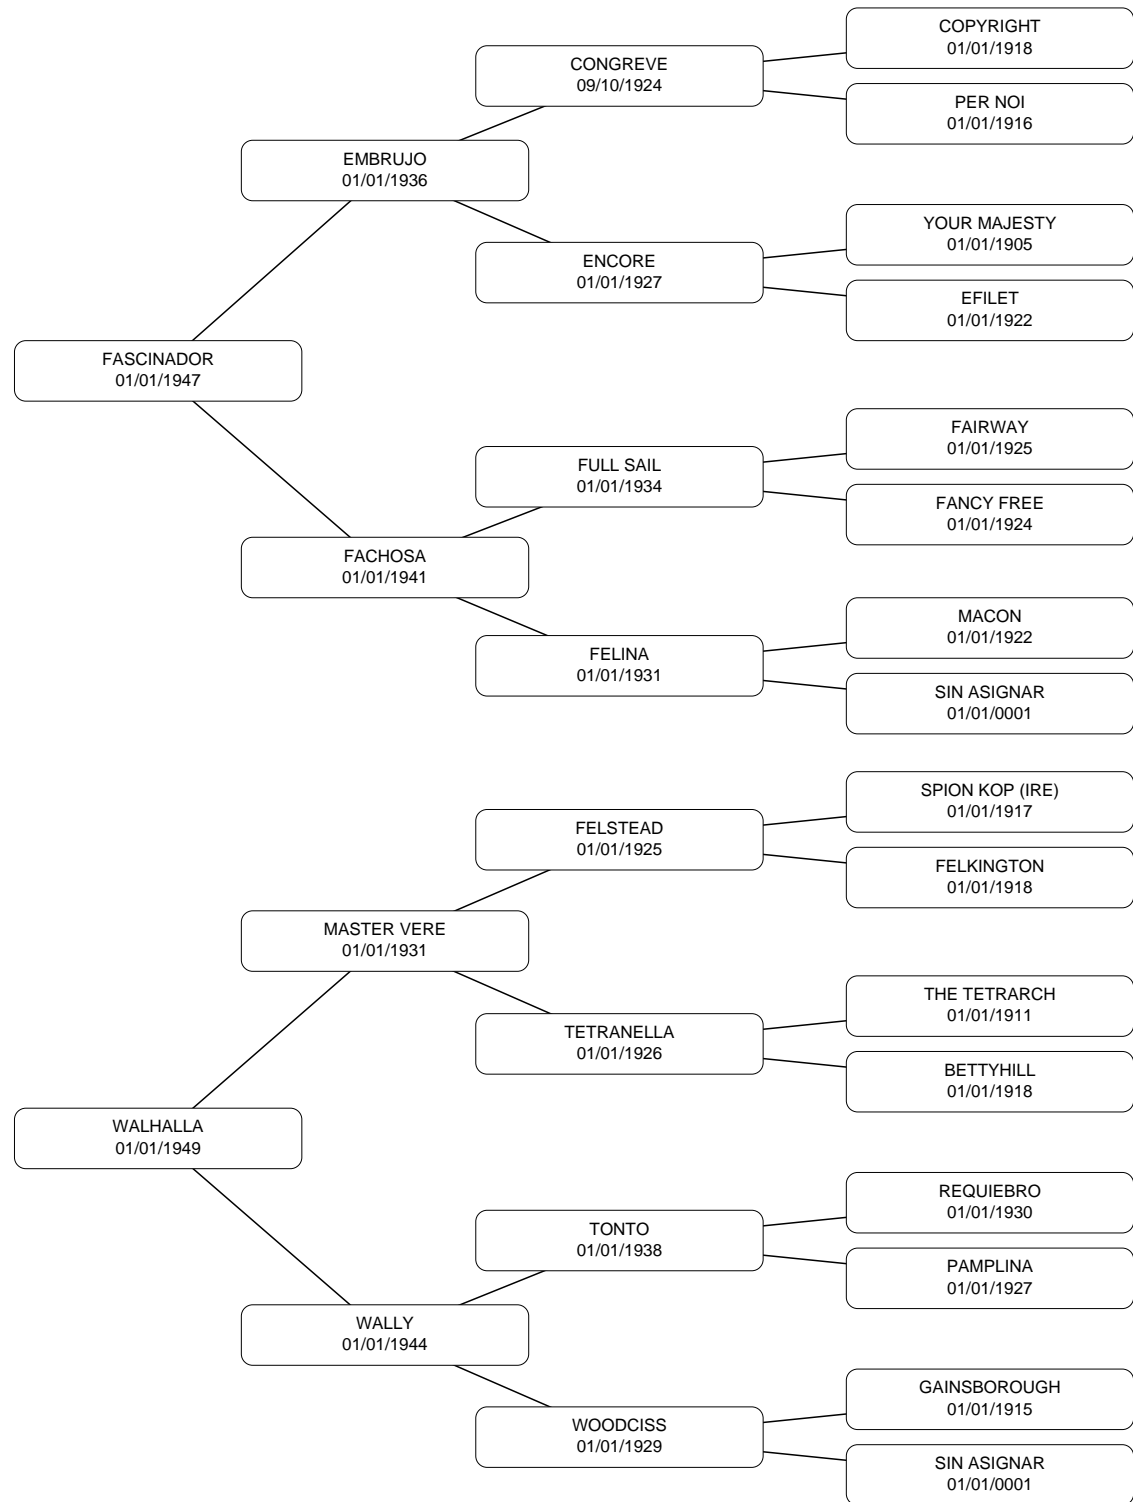 COPYRIGHT
01/01/1918
CONGREVE
09/10/1924
PER NOI
01/01/1916
EMBRUJO
01/01/1936
YOUR MAJESTY
01/01/1905
ENCORE
01/01/1927
EFILET
01/01/1922
FASCINADOR
01/01/1947
FAIRWAY
01/01/1925
FULL SAIL
01/01/1934
FANCY FREE
01/01/1924
FACHOSA
01/01/1941
MACON
01/01/1922
FELINA
01/01/1931
SIN ASIGNAR
01/01/0001
SPION KOP (IRE)
01/01/1917
FELSTEAD
01/01/1925
FELKINGTON
01/01/1918
MASTER VERE
01/01/1931
THE TETRARCH
01/01/1911
TETRANELLA
01/01/1926
BETTYHILL
01/01/1918
WALHALLA
01/01/1949
REQUIEBRO
01/01/1930
TONTO
01/01/1938
PAMPLINA
01/01/1927
WALLY
01/01/1944
GAINSBOROUGH
01/01/1915
WOODCISS
01/01/1929
SIN ASIGNAR
01/01/0001